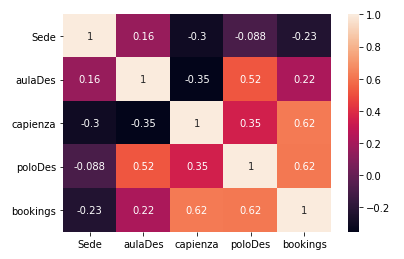 Sede 1 0.16 -0.3 -0.088 -0.23
aulaDes 0.16 1 -0.35 0.52 0.22
capienza -0.3 -0.35 1 0.35 0.62
poloDes -0.088 0.52 0.35 1 0.62
bookings -0.23 0.22 0.62 0.62 1
Sede aulaDes capienza poloDes bookings
1.0
0.8
0.6
0.4
0.2
0.0
−0.2